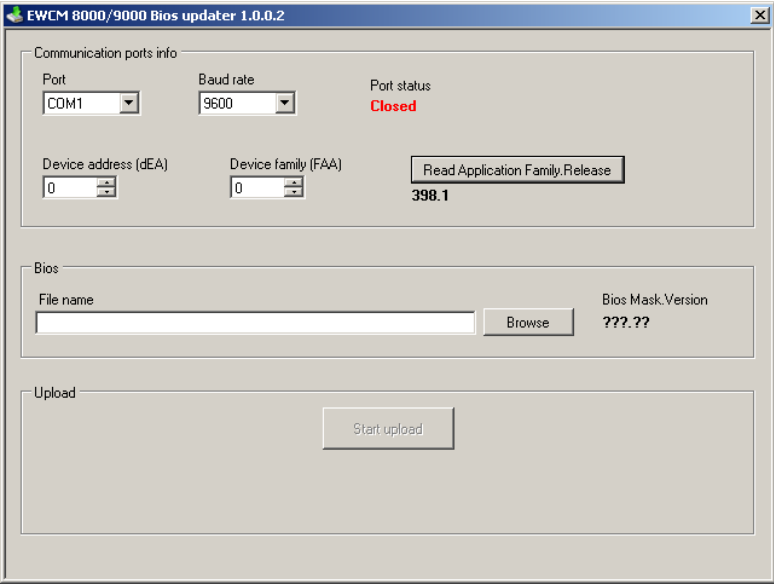 EWCM 8000/9000 Bios updater 1.0.0.2
Communication ports info
Port
Baud rate
Port status
COM1
9600
Closed
Device address (dEA)
Device family (FAA)
0
0
Read Application Family.Release
398.1
Bios
File name
Bios Mask.Version
Browse
???.??
Upload
Start upload